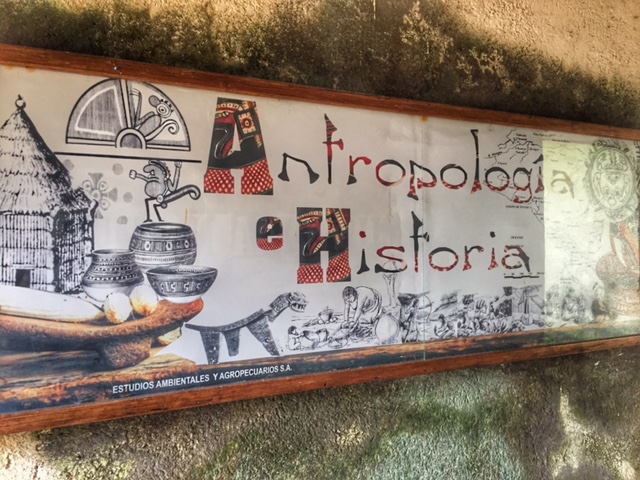 Antropología
e Historia
ESTUDIOS AMBIENTALES Y AGROPECUARIOS S.A.